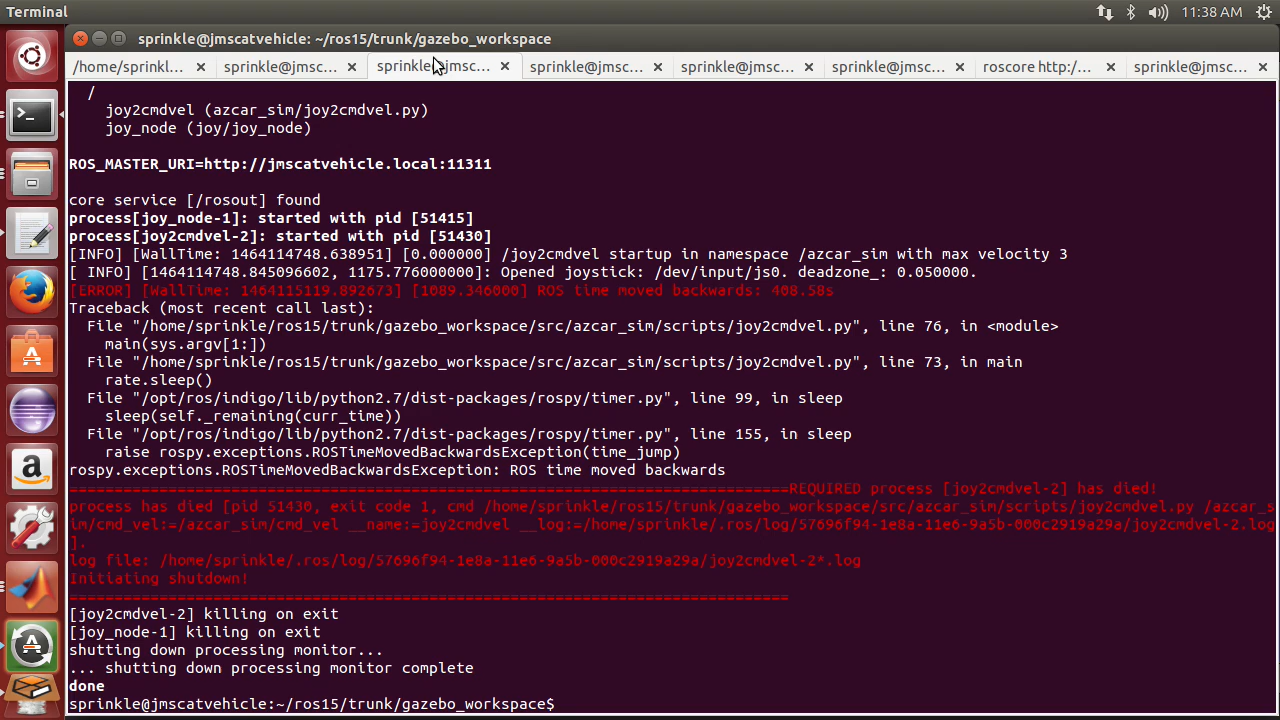 Terminal
11:38 AM
sprinkle@jmscatvehicle: ~/ros15/trunk/gazebo_workspace
/home/sprinkl... sprinkle@jmsc... sprinkle@jmsc... sprinkle@jmsc... sprinkle@jmsc... sprinkle@jmsc... roscore http:/... sprinkle@jmsc...
/
joy2cmdvel (azcar_sim/joy2cmdvel.py)
joy_node (joy/joy_node)
ROS_MASTER_URI=http://jmscatvehicle.local:11311
core service [/rosout] found
process[joy_node-1]: started with pid [51415]
process[joy2cmdvel-2]: started with pid [51430]
[INFO] [WallTime: 1464114748.638951] [0.000000] /joy2cmdvel startup in namespace /azcar_sim with max velocity 3
[ INFO] [1464114748.845096602, 1175.776000000]: Opened joystick: /dev/input/js0. deadzone_: 0.050000.
[ERROR] [WallTime: 1464115119.892673] [1089.346000] ROS time moved backwards: 408.58s
Traceback (most recent call last):
File "/home/sprinkle/ros15/trunk/gazebo_workspace/src/azcar_sim/scripts/joy2cmdvel.py", line 76, in <module>
main(sys.argv[1:])
File "/home/sprinkle/ros15/trunk/gazebo_workspace/src/azcar_sim/scripts/joy2cmdvel.py", line 73, in main
rate.sleep()
File "/opt/ros/indigo/lib/python2.7/dist-packages/rospy/timer.py", line 99, in sleep
sleep(self._remaining(curr_time))
File "/opt/ros/indigo/lib/python2.7/dist-packages/rospy/timer.py", line 155, in sleep
raise rospy.exceptions.ROSTimeMovedBackwardsException(time_jump)
rospy.exceptions.ROSTimeMovedBackwardsException: ROS time moved backwards
================================================================================REQUIRED process [joy2cmdvel-2] has died!
process has died [pid 51430, exit code 1, cmd /home/sprinkle/ros15/trunk/gazebo_workspace/src/azcar_sim/scripts/joy2cmdvel.py /azcar_s
im/cmd_vel:=/azcar_sim/cmd_vel __name:=joy2cmdvel __log:=/home/sprinkle/.ros/log/57696f94-1e8a-11e6-9a5b-000c2919a29a/joy2cmdvel-2.log
].
log file: /home/sprinkle/.ros/log/57696f94-1e8a-11e6-9a5b-000c2919a29a/joy2cmdvel-2*.log
Initiating shutdown!
================================================================================
[joy2cmdvel-2] killing on exit
[joy_node-1] killing on exit
shutting down processing monitor...
... shutting down processing monitor complete
done
sprinkle@jmscatvehicle:~/ros15/trunk/gazebo_workspace$